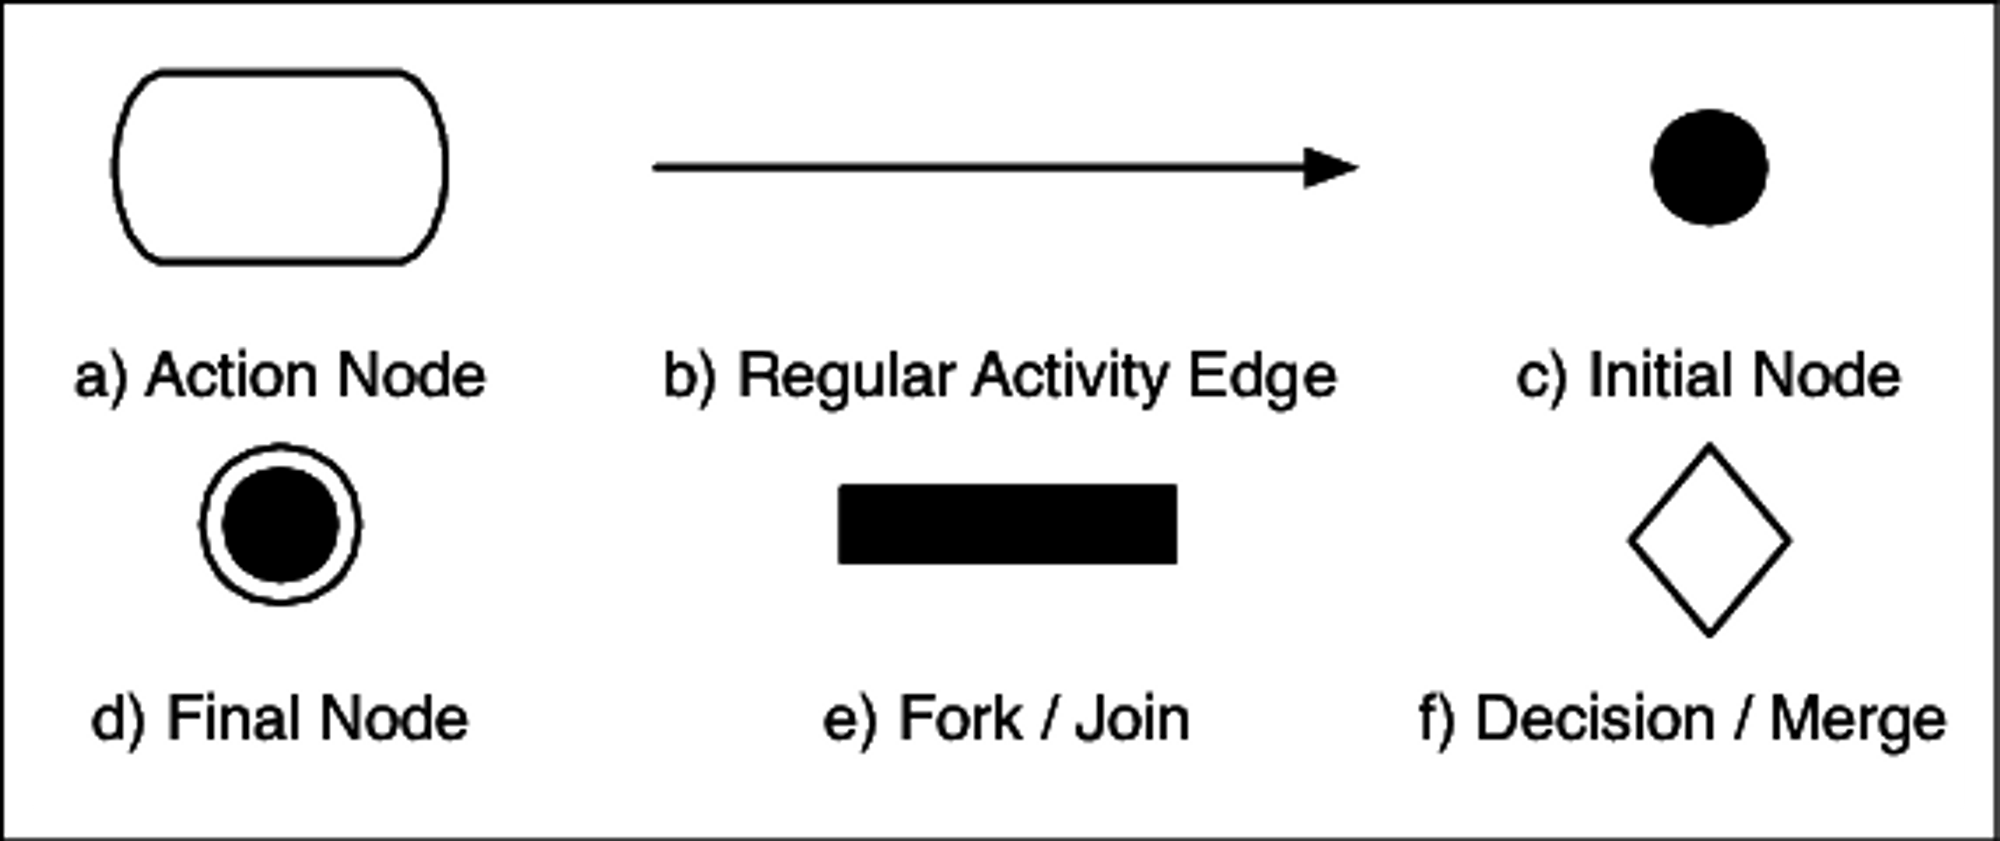 a) Action Node
b) Regular Activity Edge
c) Initial Node
d) Final Node
e) Fork / Join
f) Decision / Merge